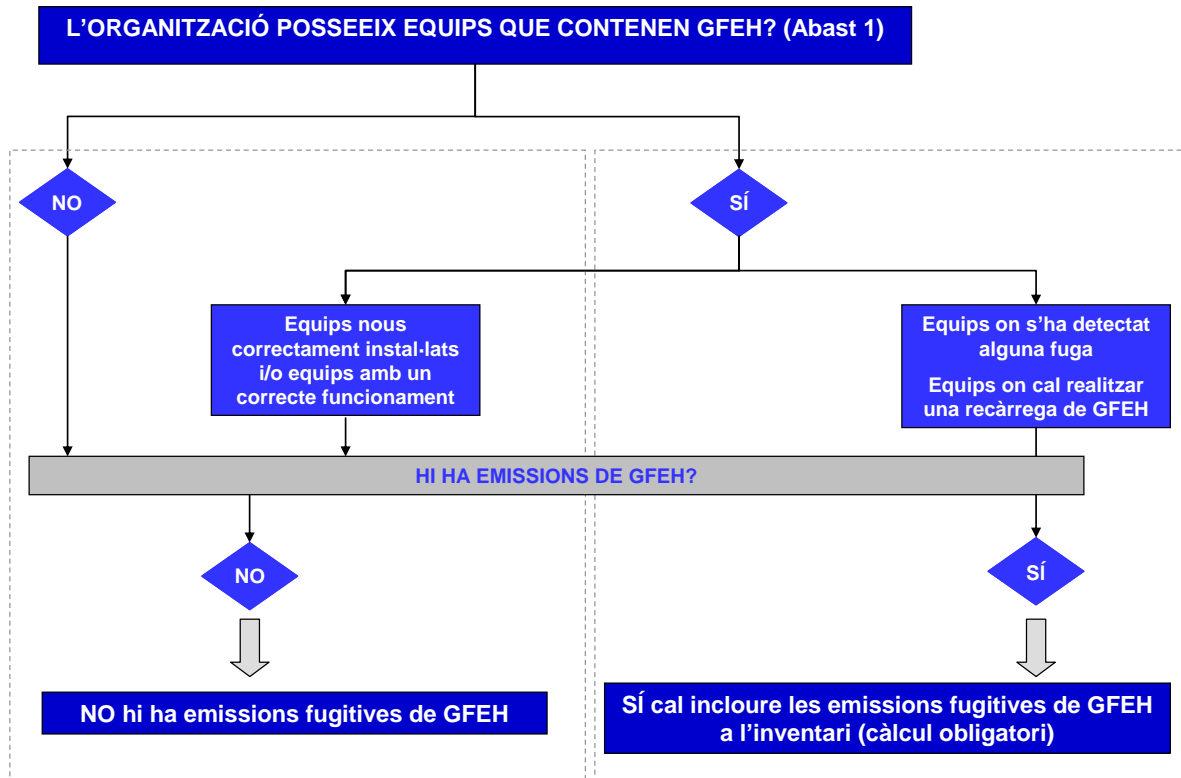 L'ORGANITZACIÓ POSSEEIX EQUIPS QUE CONTENEN GFEH? (Abast 1)
NO
SÍ
Equips nous
correctament instal·lats
i/o equips amb un
correcte funcionament
Equips on s'ha detectat
alguna fuga
Equips on cal realitzar
una recàrrega de GFEH
HI HA EMISSIONS DE GFEH?
NO
SÍ
NO hi ha emissions fugitives de GFEH
SÍ cal incloure les emissions fugitives de GFEH
a l'inventari (càlcul obligatori)